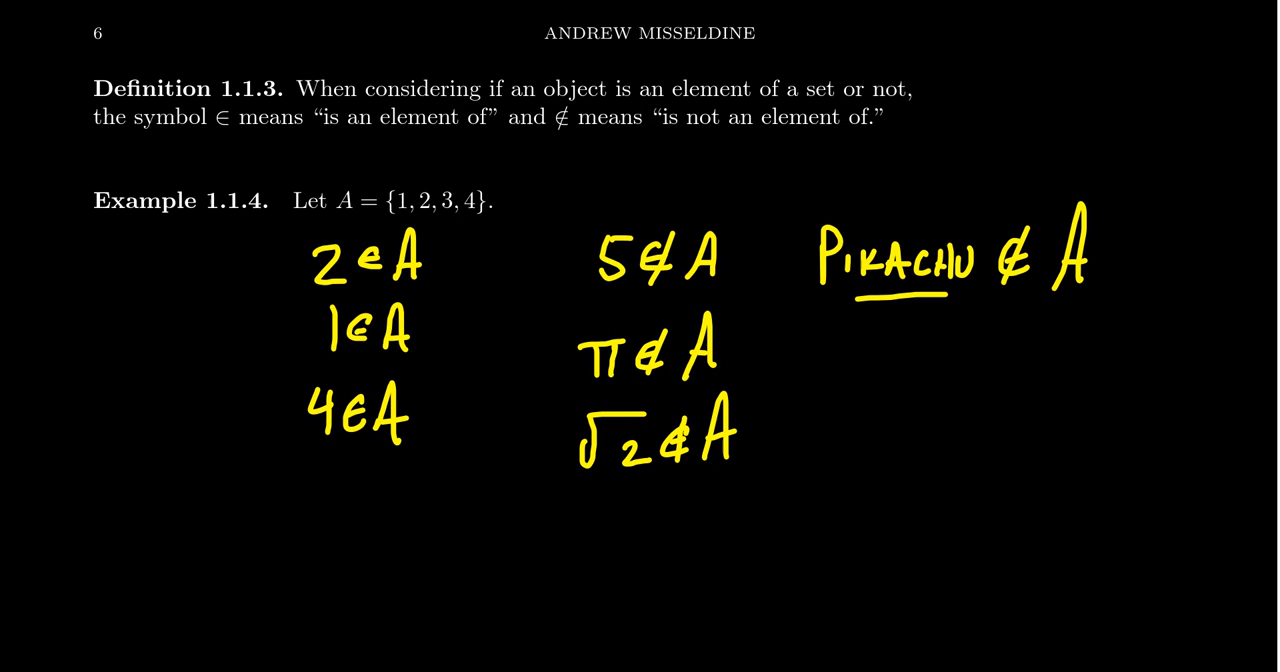 6 ANDREW MISSELDINE
Definition 1.1.3. When considering if an object is an element of a set or not,
the symbol ∈ means “is an element of” and ∉ means “is not an element of.”
Example 1.1.4. Let A = {1, 2, 3, 4}.
2 ∈ A
1 ∈ A
4 ∈ A
5 ∉ A
π ∉ A
√2 ∉ A
PIKACHU ∉ A